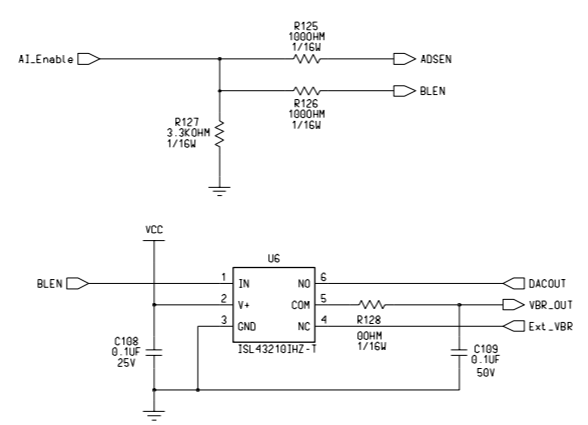 R125
100OHM
1/16W
AI_Enable
ADSEN
BLEN
R126
100OHM
1/16W
R127
3.3KOHM
1/16W
VCC
U6
BLEN
1
IN
NO
6
DACOUT
2
V+
COM
5
VBR_OUT
3
GND
NC
4
Ext_VBR
R128
0OHM
1/16W
ISL43210IHZ-T
C108
0.1UF
25V
C109
0.1UF
50V